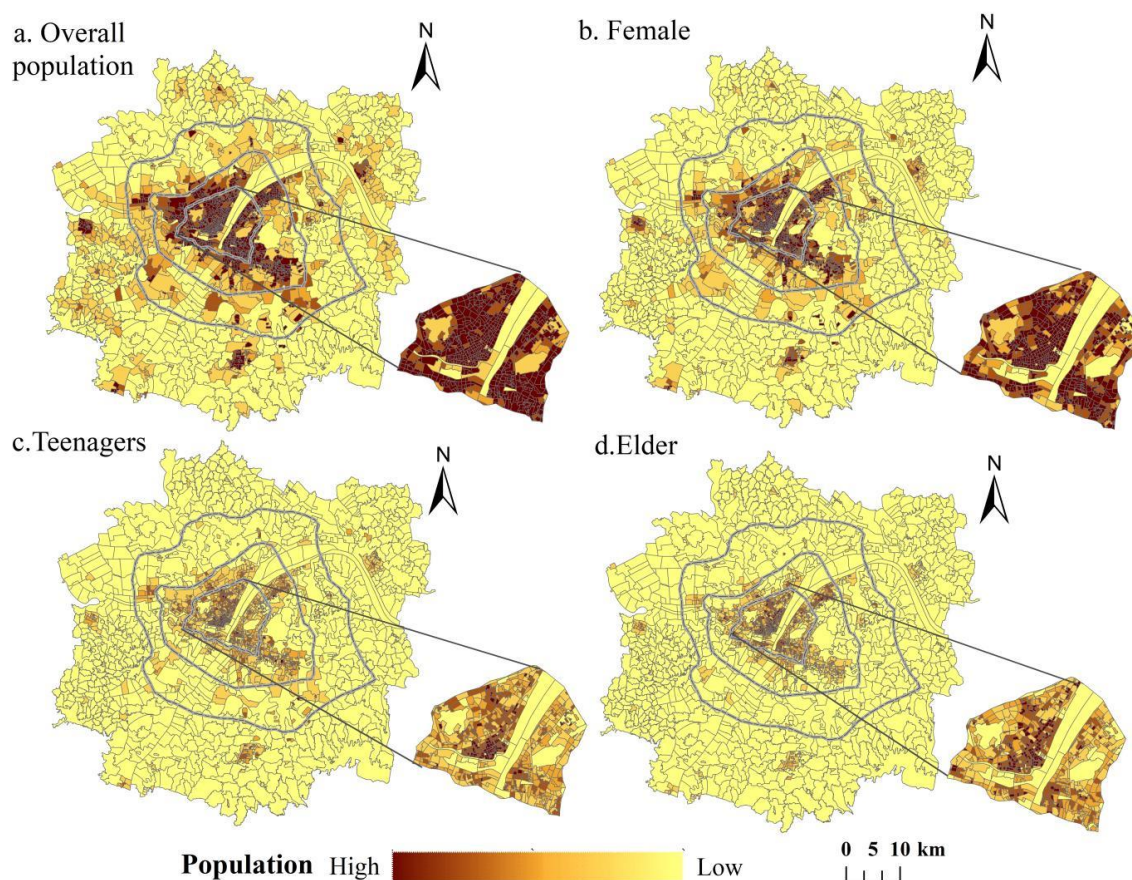 a. Overall
population
N
b. Female
N
c.Teenagers
N
d.Elder
N
Population High Low
0 5 10 km